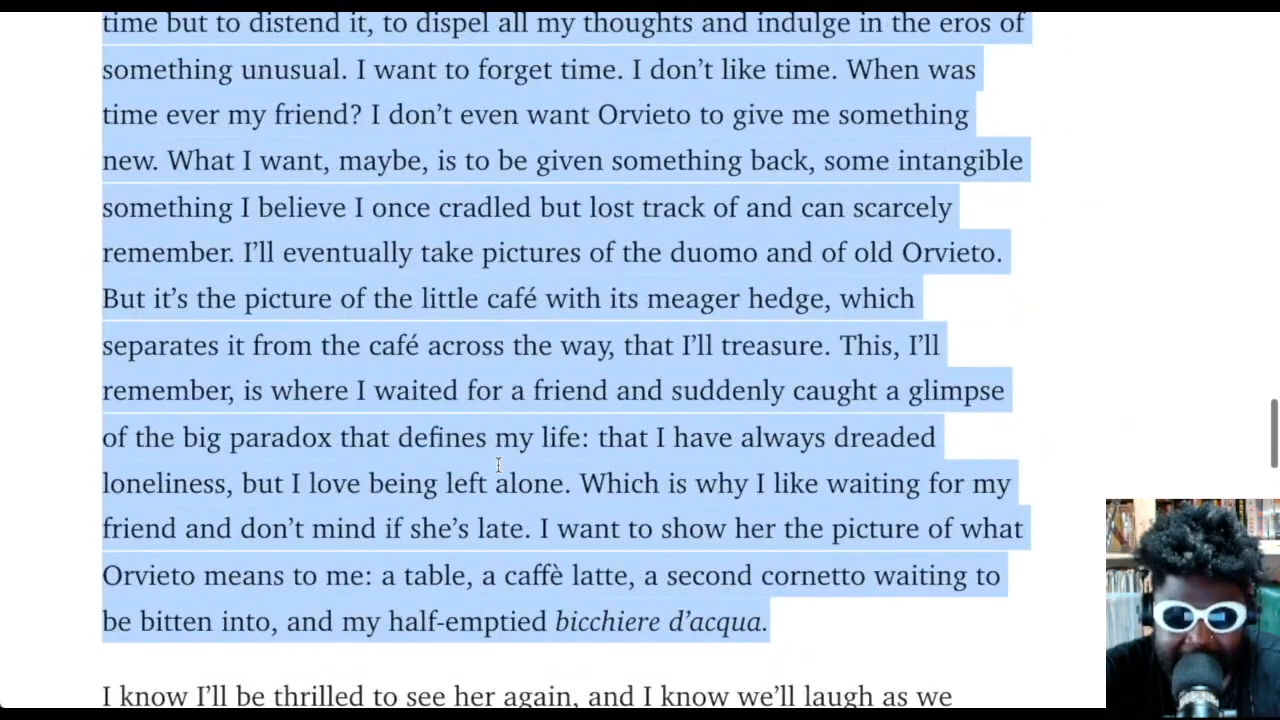 time but to distend it, to dispel all my thoughts and indulge in the eros of
something unusual. I want to forget time. I don’t like time. When was
time ever my friend? I don’t even want Orvieto to give me something
new. What I want, maybe, is to be given something back, some intangible
something I believe I once cradled but lost track of and can scarcely
remember. I’ll eventually take pictures of the duomo and of old Orvieto.
But it’s the picture of the little café with its meager hedge, which
separates it from the café across the way, that I’ll treasure. This, I’ll
remember, is where I waited for a friend and suddenly caught a glimpse
of the big paradox that defines my life: that I have always dreaded
loneliness, but I love being left alone. Which is why I like waiting for my
friend and don’t mind if she’s late. I want to show her the picture of what
Orvieto means to me: a table, a caffè latte, a second cornetto waiting to
be bitten into, and my half-emptied bicchiere d’acqua.
I know I’ll be thrilled to see her again, and I know we’ll laugh as we